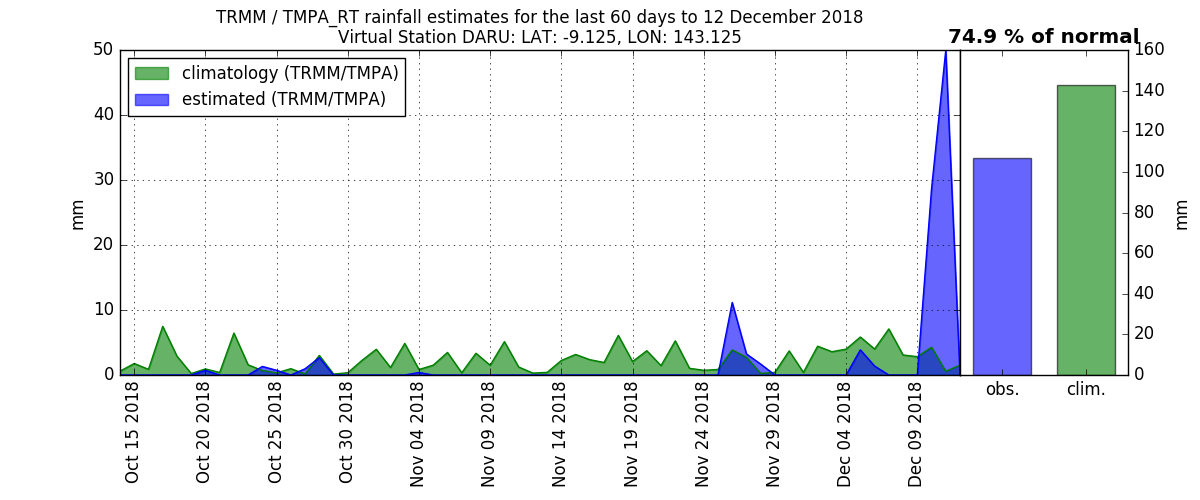 TRMM / TMPA_RT rainfall estimates for the last 60 days to 12 December 2018
Virtual Station DARU: LAT: -9.125, LON: 143.125
74.9 % of normal
climatology (TRMM/TMPA)
estimated (TRMM/TMPA)
50
40
30
20
10
0
mm
Oct 15 2018
Oct 20 2018
Oct 25 2018
Oct 30 2018
Nov 04 2018
Nov 09 2018
Nov 14 2018
Nov 19 2018
Nov 24 2018
Nov 29 2018
Dec 04 2018
Dec 09 2018
obs.
clim.
160
140
120
100
80
60
40
20
0
mm